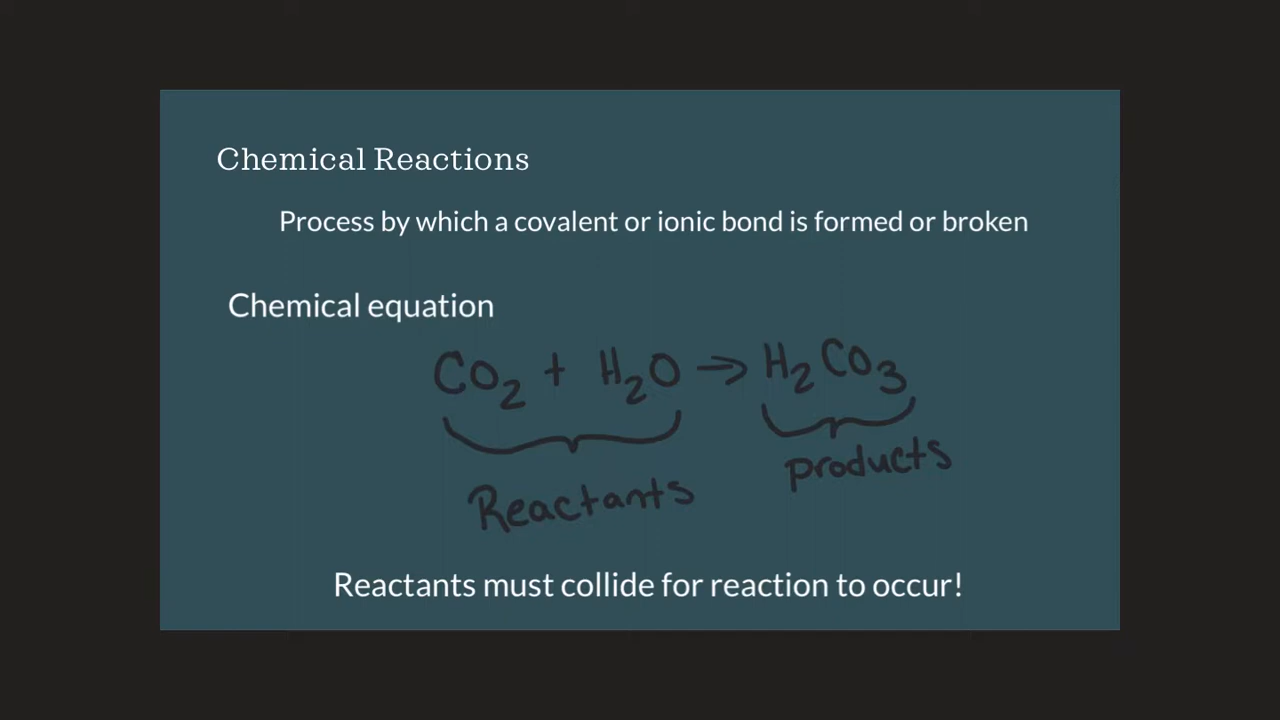 Chemical Reactions
Process by which a covalent or ionic bond is formed or broken
Chemical equation
CO₂ + H₂O → H₂CO₃
Reactants
products
Reactants must collide for reaction to occur!